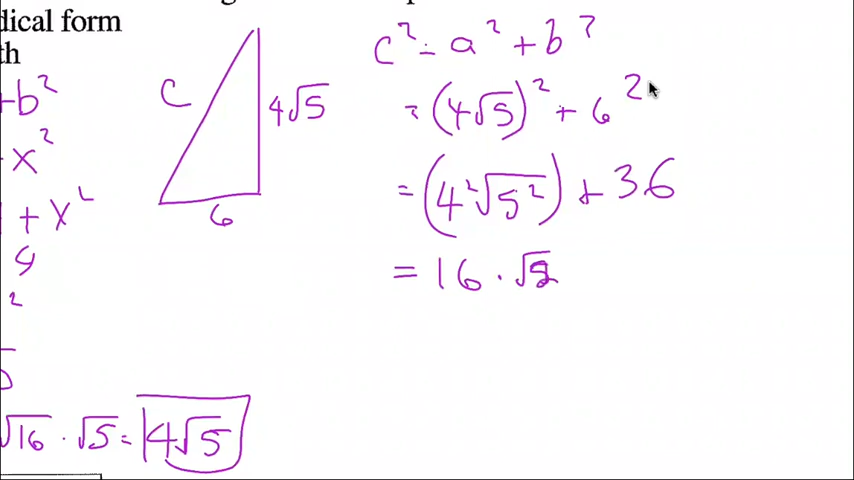 dical form
th
+b²
x²
+ x²
9
2
√16 · √5 = 4√5
C
4√5
6
c² = a² + b²
= (4√5)² + 6²
= (4²√5²) + 36
= 16 · √5